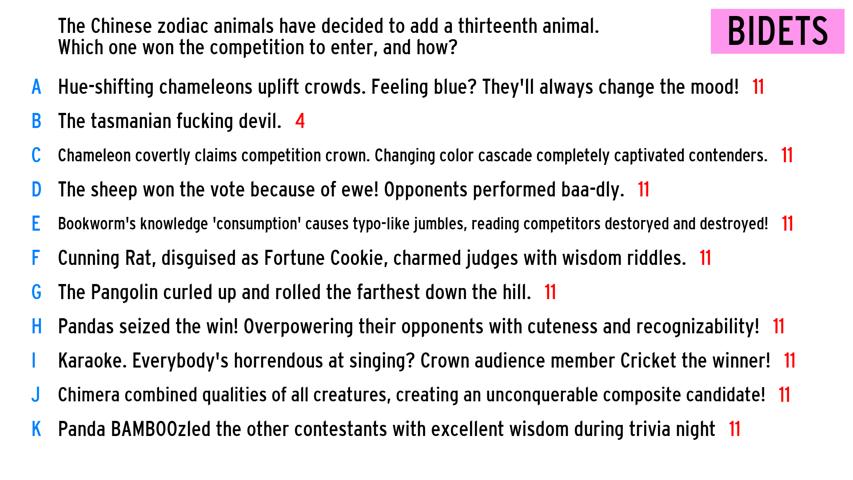 The Chinese zodiac animals have decided to add a thirteenth animal.
Which one won the competition to enter, and how?
BIDETS
A Hue-shifting chameleons uplift crowds. Feeling blue? They'll always change the mood! 11
B The tasmanian fucking devil. 4
C Chameleon covertly claims competition crown. Changing color cascade completely captivated contenders. 11
D The sheep won the vote because of ewe! Opponents performed baa-dly. 11
E Bookworm's knowledge 'consumption' causes typo-like jumbles, reading competitors destoryed and destroyed! 11
F Cunning Rat, disguised as Fortune Cookie, charmed judges with wisdom riddles. 11
G The Pangolin curled up and rolled the farthest down the hill. 11
H Pandas seized the win! Overpowering their opponents with cuteness and recognizability! 11
I Karaoke. Everybody's horrendous at singing? Crown audience member Cricket the winner! 11
J Chimera combined qualities of all creatures, creating an unconquerable composite candidate! 11
K Panda BAMBOOzled the other contestants with excellent wisdom during trivia night 11